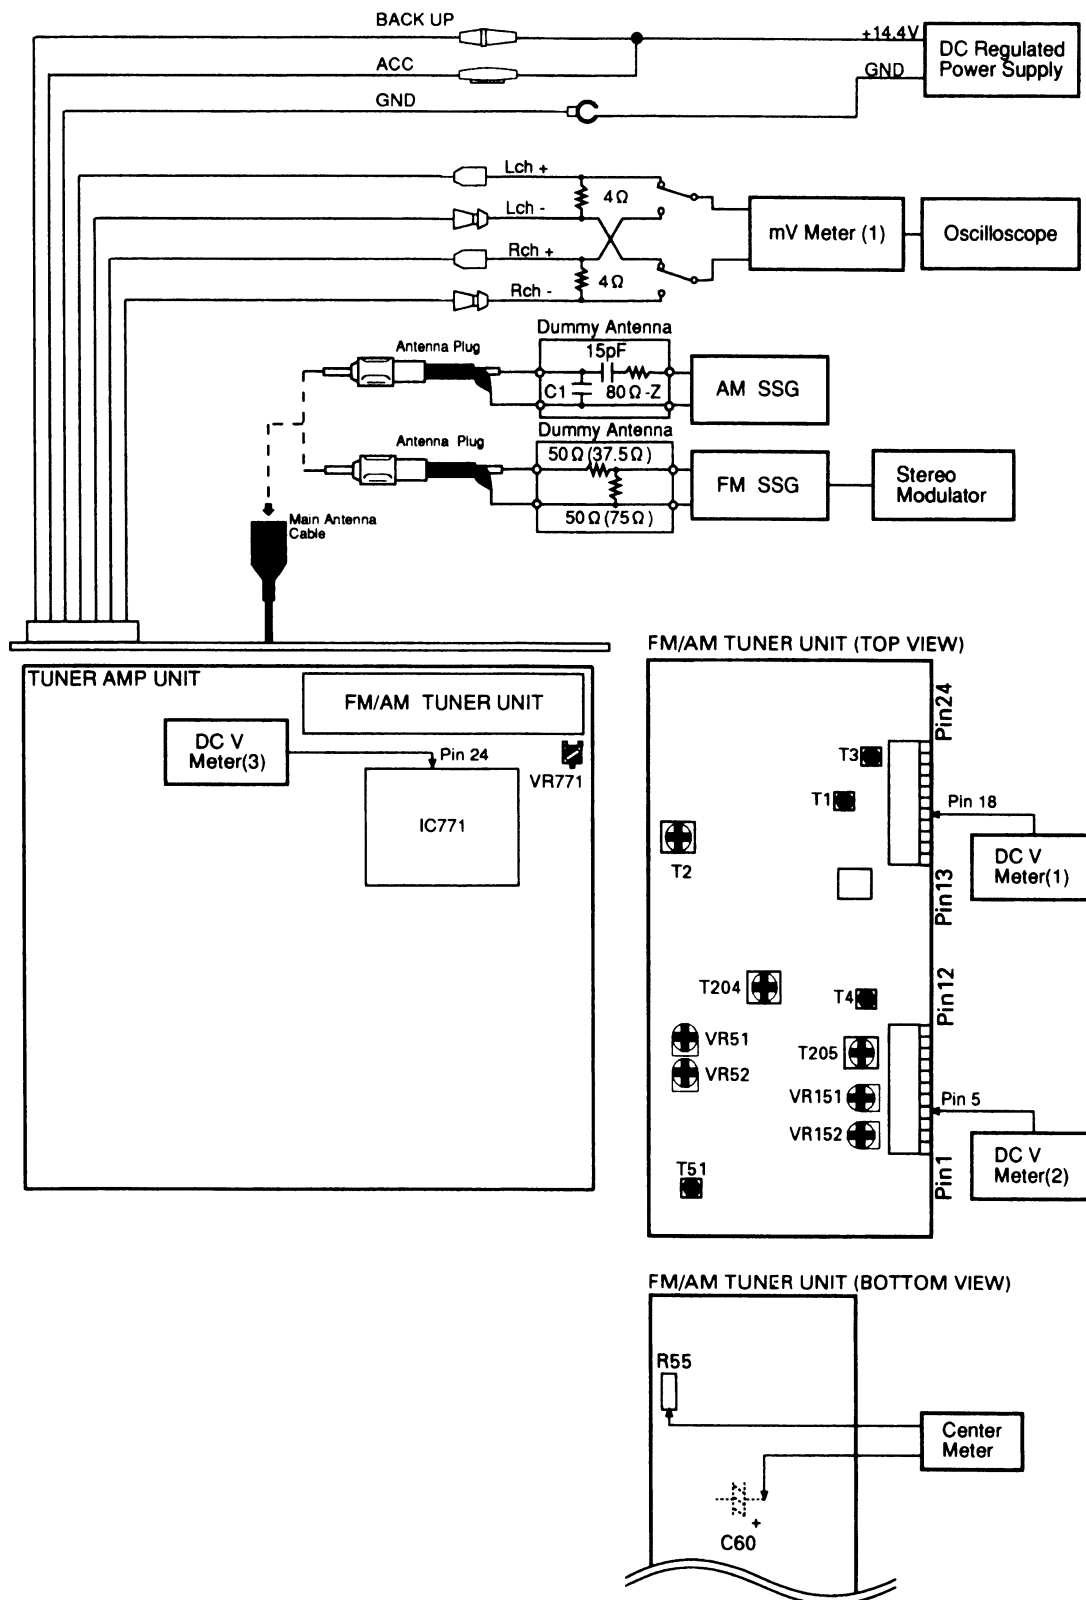 BACK UP
+14.4V
DC Regulated
Power Supply
ACC
GND
GND
Lch +
4Ω
Lch -
mV Meter (1)
Oscilloscope
Rch +
4Ω
Rch -
Dummy Antenna
Antenna Plug
15pF
C1
80Ω-Z
AM SSG
Dummy Antenna
Antenna Plug
50Ω(37.5Ω)
FM SSG
Stereo
Modulator
50Ω(75Ω)
Main Antenna
Cable
FM/AM TUNER UNIT (TOP VIEW)
TUNER AMP UNIT
FM/AM TUNER UNIT
DC V
Meter(3)
Pin 24
VR771
IC771
Pin24
T3
T1
Pin 18
T2
DC V
Meter(1)
Pin13
T204
T4
Pin12
VR51
T205
VR52
VR151
Pin 5
VR152
DC V
Meter(2)
T51
Pin1
FM/AM TUNER UNIT (BOTTOM VIEW)
R55
Center
Meter
+
C60